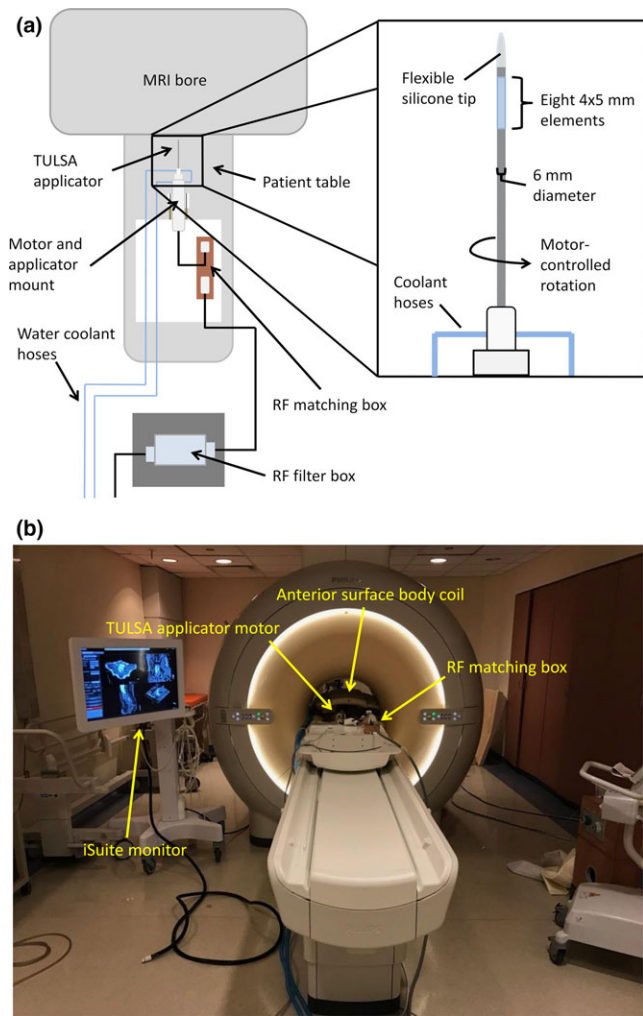 (a)
MRI bore
TULSA
applicator
Patient table
Motor and
applicator
mount
Water coolant
hoses
RF matching box
RF filter box
Flexible
silicone tip
Eight 4x5 mm
elements
6 mm
diameter
Motor-
controlled
rotation
Coolant
hoses
(b)
Anterior surface body coil
TULSA applicator motor
RF matching box
iSuite monitor